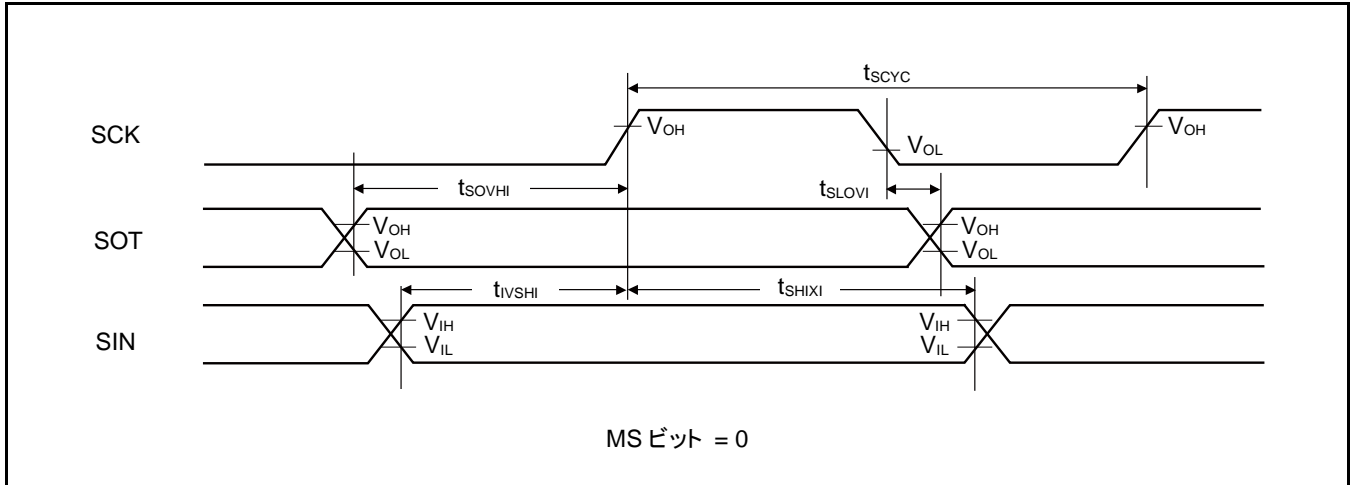 tSCYC
SCK
VOH
VOL
VOH
tSOVHI
tSLOVI
SOT
VOH
VOL
VOH
VOL
tIVSHI
tSHIXI
SIN
VIH
VIL
VIH
VIL
MS ビット = 0